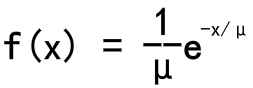 f(x) = 1/μ e^{-x/μ}